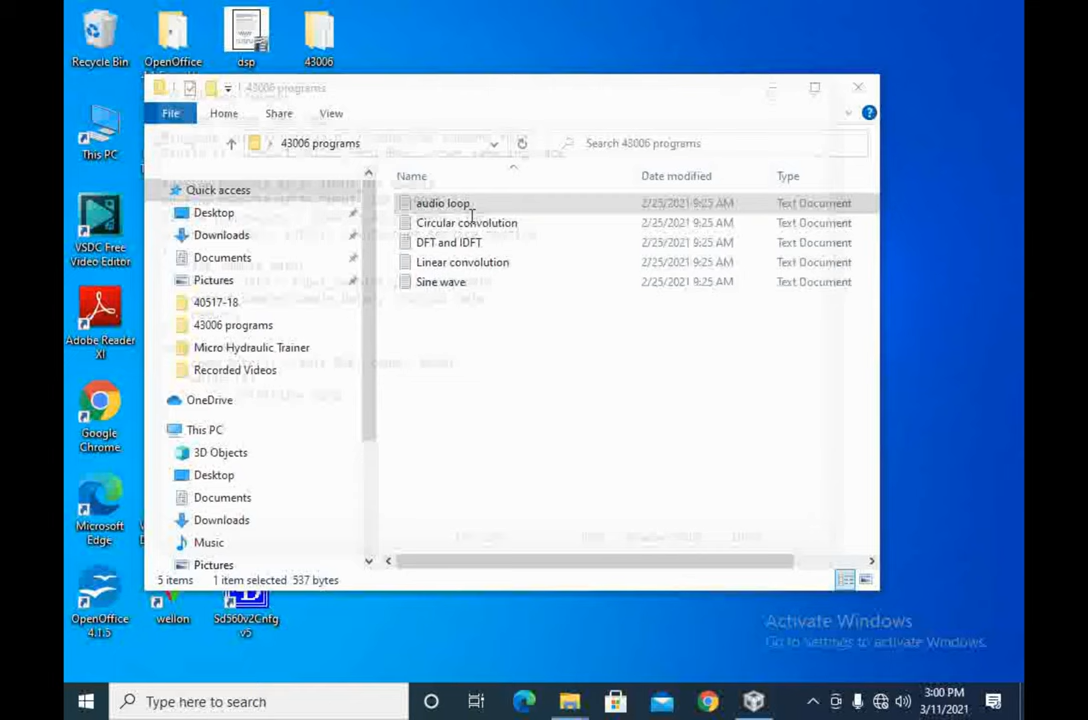 Recycle Bin
OpenOffice
dsp
43006
43006 programs
File
Home
Share
View
43006 programs
Search 43006 programs
Name
Date modified
Type
Quick access
Desktop
Downloads
Documents
Pictures
40517-18
43006 programs
Micro Hydraulic Trainer
Recorded Videos
OneDrive
This PC
3D Objects
Desktop
Documents
Downloads
Music
Pictures
audio loop 2/25/2021 9:25 AM Text Document
Circular convolution 2/25/2021 9:25 AM Text Document
DFT and IDFT 2/25/2021 9:25 AM Text Document
Linear convolution 2/25/2021 9:25 AM Text Document
Sine wave 2/25/2021 9:25 AM Text Document
5 items 1 item selected 537 bytes
This PC
VSDC Free
Video Editor
Adobe Reader
XI
Google
Chrome
Microsoft
Edge
OpenOffice
4.1.5
wellon
Sd560v2Cnfg
v5
Activate Windows
Go to Settings to activate Windows.
Type here to search
3:00 PM
3/11/2021